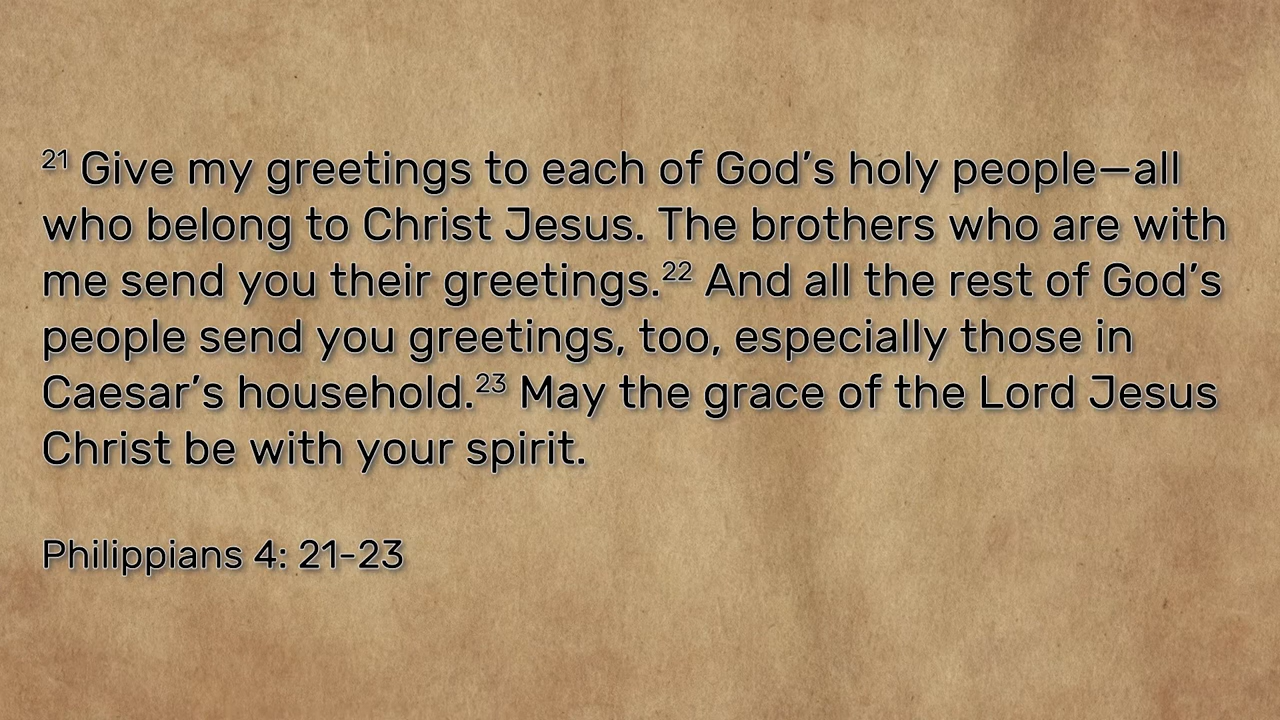 21 Give my greetings to each of God’s holy people—all
who belong to Christ Jesus. The brothers who are with
me send you their greetings.22 And all the rest of God’s
people send you greetings, too, especially those in
Caesar’s household.23 May the grace of the Lord Jesus
Christ be with your spirit.
Philippians 4: 21-23